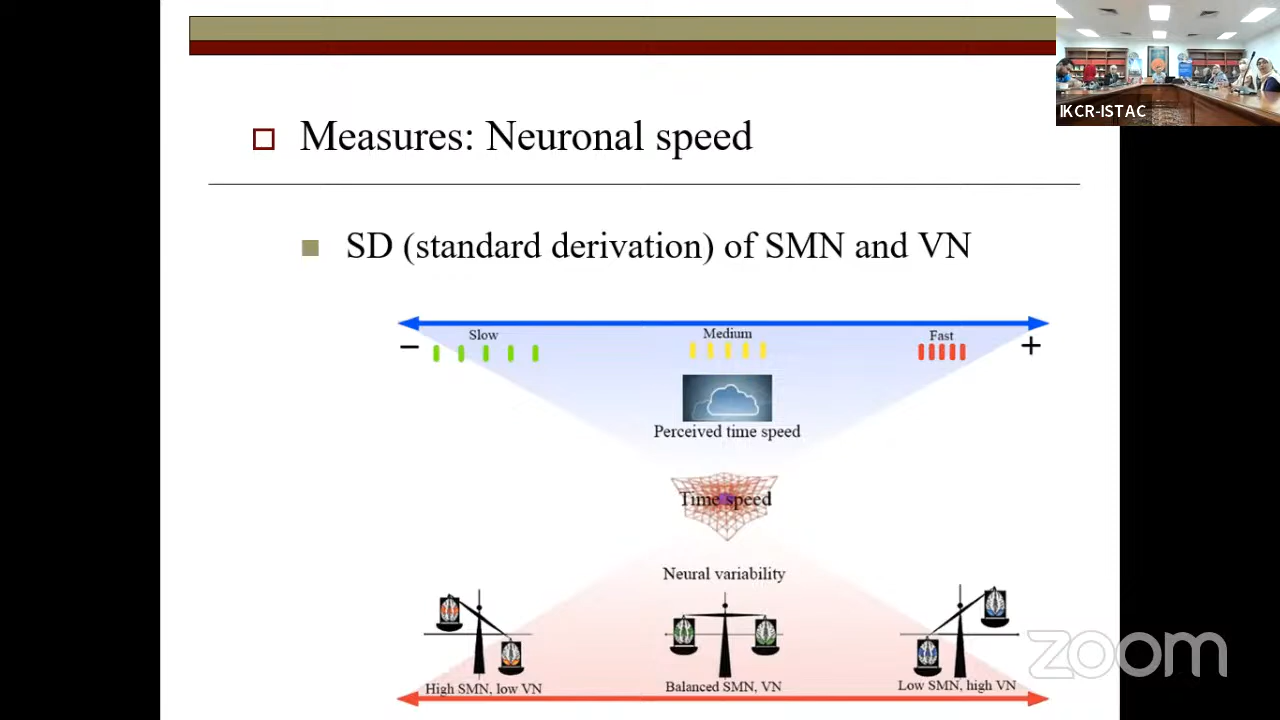 IKCR-ISTAC
Measures: Neuronal speed
SD (standard derivation) of SMN and VN
Slow
Medium
Fast
−
+
Perceived time speed
Time speed
Neural variability
High SMN, low VN
Balanced SMN, VN
Low SMN, high VN
zoom